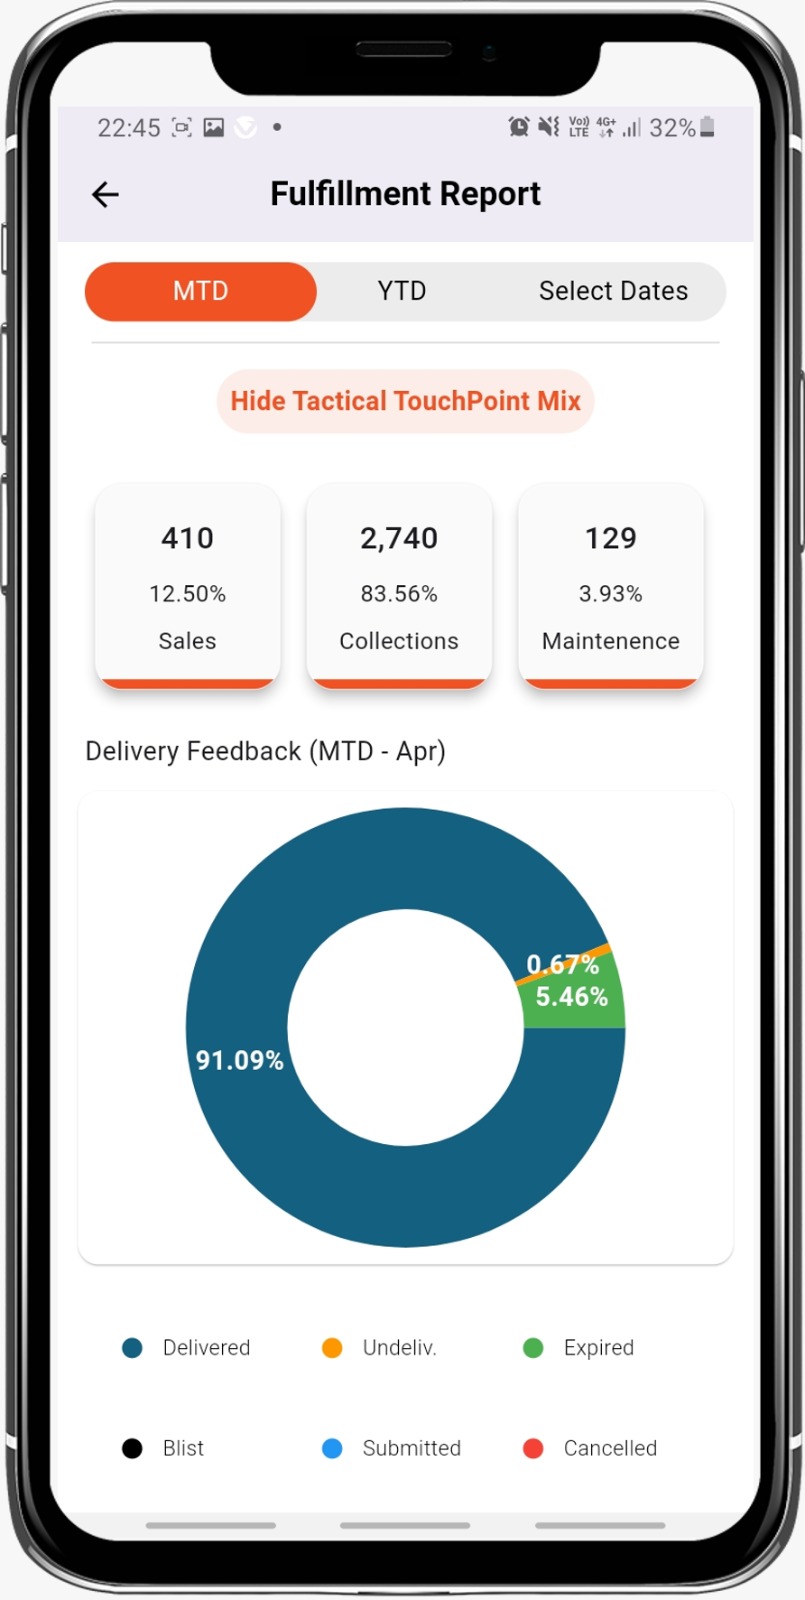 22:45 Vo)) LTE 4G+ 32%
Fulfillment Report
MTD YTD Select Dates
Hide Tactical TouchPoint Mix
410 2,740 129
12.50% 83.56% 3.93%
Sales Collections Maintenence
Delivery Feedback (MTD - Apr)
0.67%
5.46%
91.09%
Delivered Undeliv. Expired
Blist Submitted Cancelled